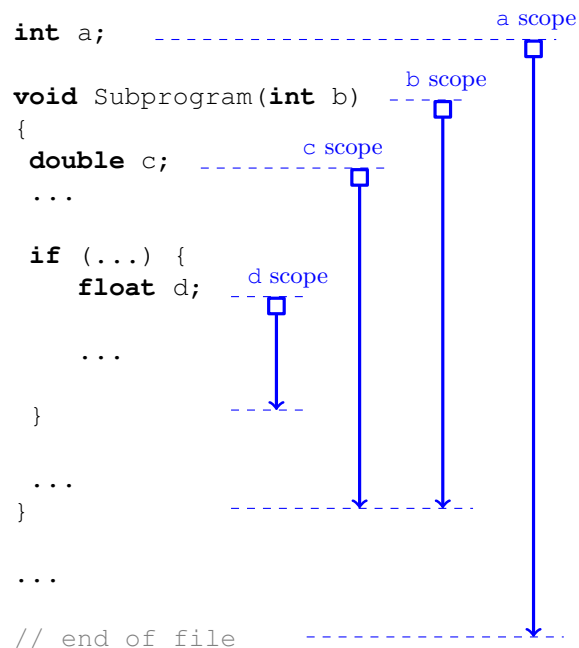 a scope
int a;
b scope
void Subprogram(int b)
{
c scope
double c;
...
if (...) {
d scope
float d;
...
}
...
}
...
// end of file